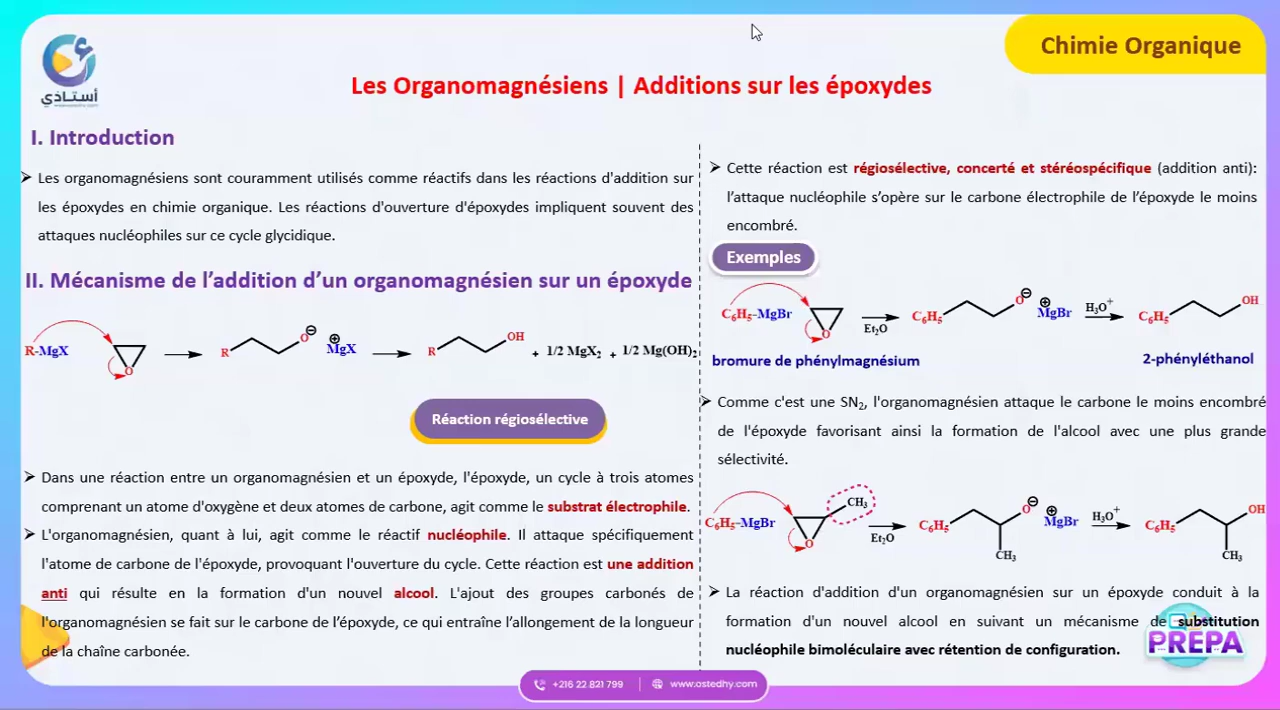 أستاذي
Chimie Organique
Les Organomagnésiens | Additions sur les époxydes
I. Introduction
➢ Les organomagnésiens sont couramment utilisés comme réactifs dans les réactions d'addition sur
les époxydes en chimie organique. Les réactions d'ouverture d'époxydes impliquent souvent des
attaques nucléophiles sur ce cycle glycidique.
II. Mécanisme de l’addition d’un organomagnésien sur un époxyde
R-MgX O R O⊖ ⊕MgX R OH + 1/2 MgX₂ + 1/2 Mg(OH)₂
Réaction régiosélective
➢ Dans une réaction entre un organomagnésien et un époxyde, l'époxyde, un cycle à trois atomes
comprenant un atome d'oxygène et deux atomes de carbone, agit comme le substrat électrophile.
➢ L'organomagnésien, quant à lui, agit comme le réactif nucléophile. Il attaque spécifiquement
l'atome de carbone de l'époxyde, provoquant l'ouverture du cycle. Cette réaction est une addition
anti qui résulte en la formation d'un nouvel alcool. L'ajout des groupes carbonés de
l'organomagnésien se fait sur le carbone de l’époxyde, ce qui entraîne l’allongement de la longueur
de la chaîne carbonée.
➢ Cette réaction est régiosélective, concerté et stéréospécifique (addition anti):
l’attaque nucléophile s’opère sur le carbone électrophile de l’époxyde le moins
encombré.
Exemples
C₆H₅-MgBr O Et₂O C₆H₅ O⊖ ⊕MgBr H₃O⁺ C₆H₅ OH
bromure de phénylmagnésium 2-phényléthanol
➢ Comme c'est une SN₂, l'organomagnésien attaque le carbone le moins encombré
de l'époxyde favorisant ainsi la formation de l'alcool avec une plus grande
sélectivité.
C₆H₅-MgBr O CH₃ Et₂O C₆H₅ O⊖ CH₃ ⊕MgBr H₃O⁺ C₆H₅ OH CH₃
➢ La réaction d'addition d'un organomagnésien sur un époxyde conduit à la
formation d'un nouvel alcool en suivant un mécanisme de substitution
nucléophile bimoléculaire avec rétention de configuration.
PREPA
+216 22 821 799 | www.ostedhy.com